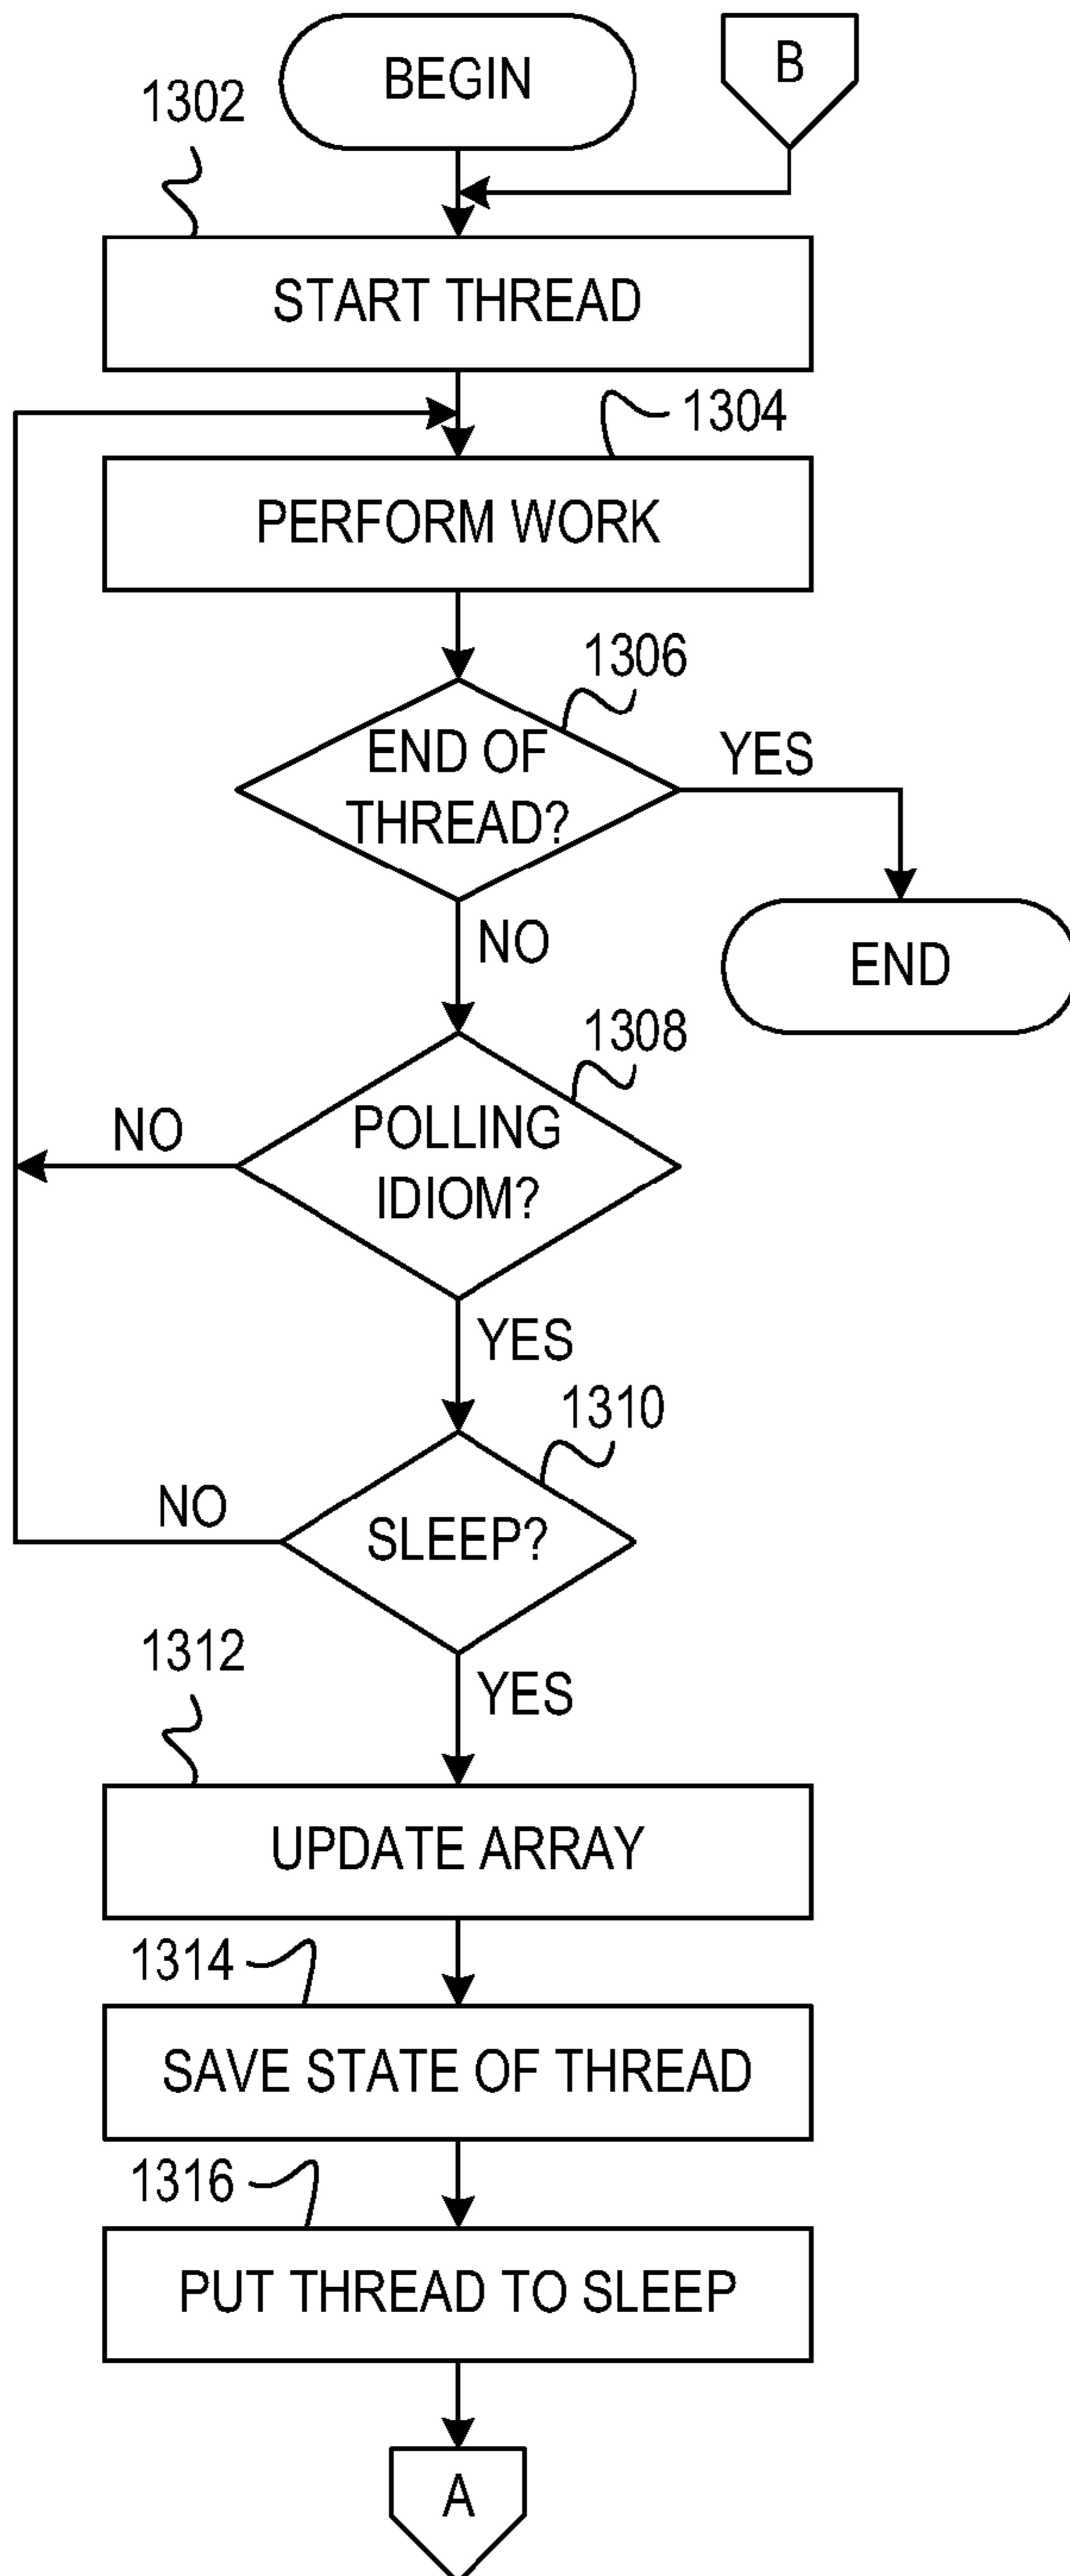 BEGIN
B
1302
START THREAD
1304
PERFORM WORK
1306
END OF
THREAD?
YES
NO
END
1308
POLLING
IDIOM?
NO
YES
1310
SLEEP?
NO
YES
1312
UPDATE ARRAY
1314
SAVE STATE OF THREAD
1316
PUT THREAD TO SLEEP
A